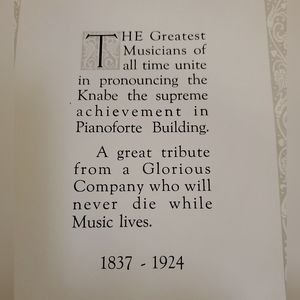 THE Greatest
Musicians of
all time unite
in pronouncing the
Knabe the supreme
achievement in
Pianoforte Building.
A great tribute
from a Glorious
Company who will
never die while
Music lives.
1837 - 1924